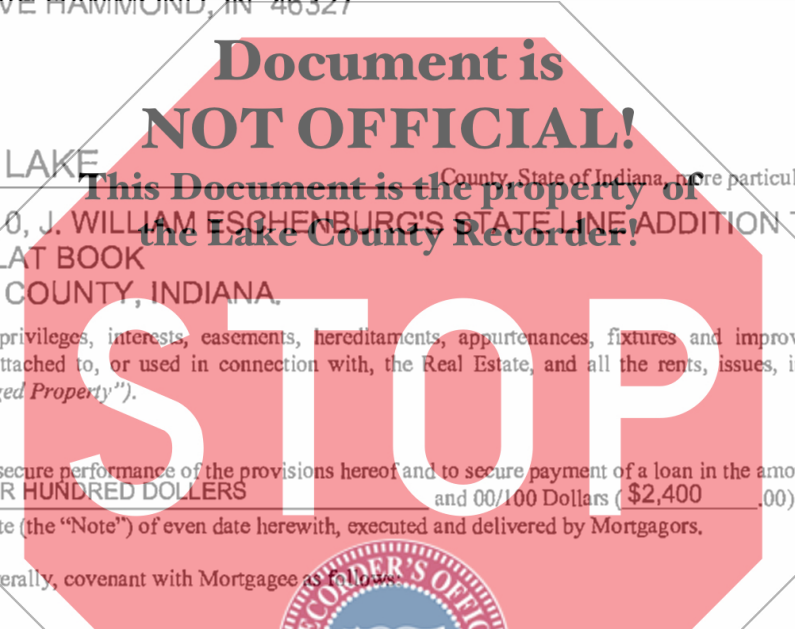 VE HAMMOND, IN 46327
Document is
NOT OFFICIAL!
LAKE County, State of Indiana, more particul
This Document is the property of
0, J. WILLIAM ESCHENBURG'S STATE LINE ADDITION T
the Lake County Recorder!
LAT BOOK
COUNTY, INDIANA.
STOP
privileges, interests, easements, hereditaments, appurtenances, fixtures and improv
ttached to, or used in connection with, the Real Estate, and all the rents, issues, i
ged Property").
secure performance of the provisions hereof and to secure payment of a loan in the amo
R HUNDRED DOLLERS and 00/100 Dollars ( $2,400 .00)
te (the "Note") of even date herewith, executed and delivered by Mortgagors.
erally, covenant with Mortgagee as follows:
RECORDER'S OFFIC